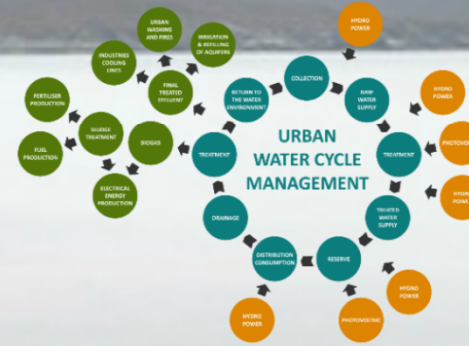 URBAN
WASHING
AND FIRES
IRRIGATION
& REFILLING
OF AQUIFERS
HYDRO
POWER
INDUSTRIES
COOLING
LINES
FINAL
TREATED
EFFLUENT
RETURN TO
THE WATER
ENVIRONMENT
COLLECTION
RAW
WATER
SUPPLY
HYDRO
POWER
FERTILISER
PRODUCTION
SLUDGE
TREATMENT
BIOGAS
TREATMENT
URBAN
WATER CYCLE
MANAGEMENT
TREATMENT
PHOTOVO
FUEL
PRODUCTION
ELECTRICAL
ENERGY
PRODUCTION
DRAINAGE
TREATED
WATER
SUPPLY
HYDR
POWE
DISTRIBUTION
CONSUMPTION
RESERVE
HYDRO
POWER
HYDRO
POWER
PHOTOVOLTAIC